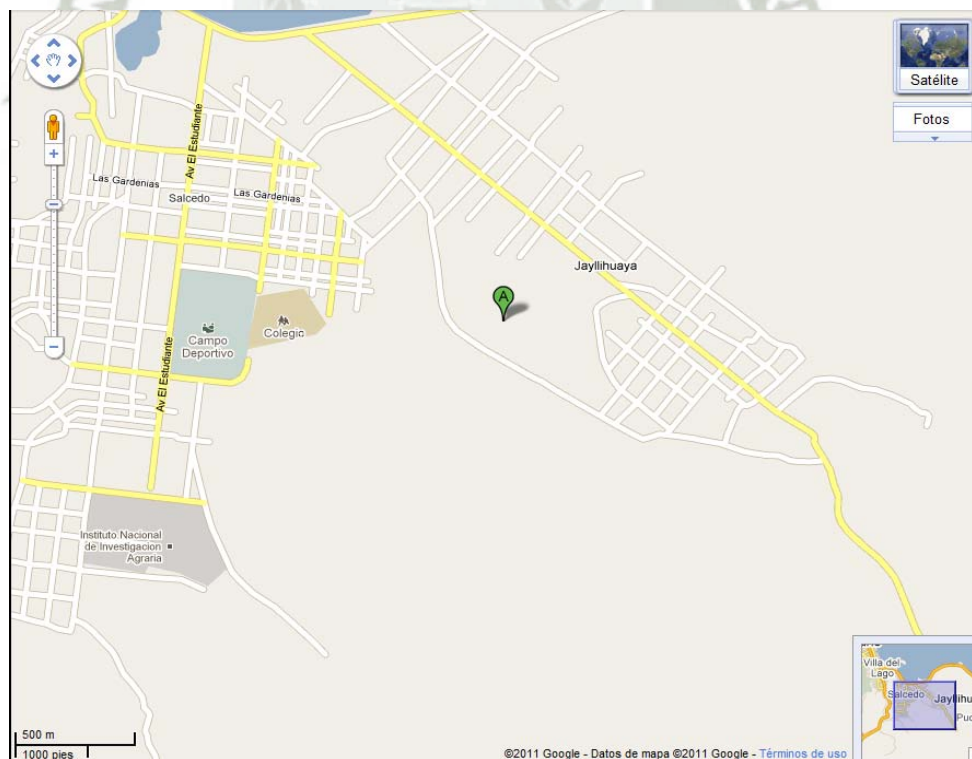 Satélite
Fotos
Av El Estudiante
Las Gardenias
Salcedo
Las Gardenias
Jayllihuaya
A
Campo
Deportivo
Colegio
Av El Estudiante
Instituto Nacional
de Investigacion
Agraria
Villa del
Lago
Salcedo
500 m
1000 pies
©2011 Google - Datos de mapa ©2011 Google - Términos de uso